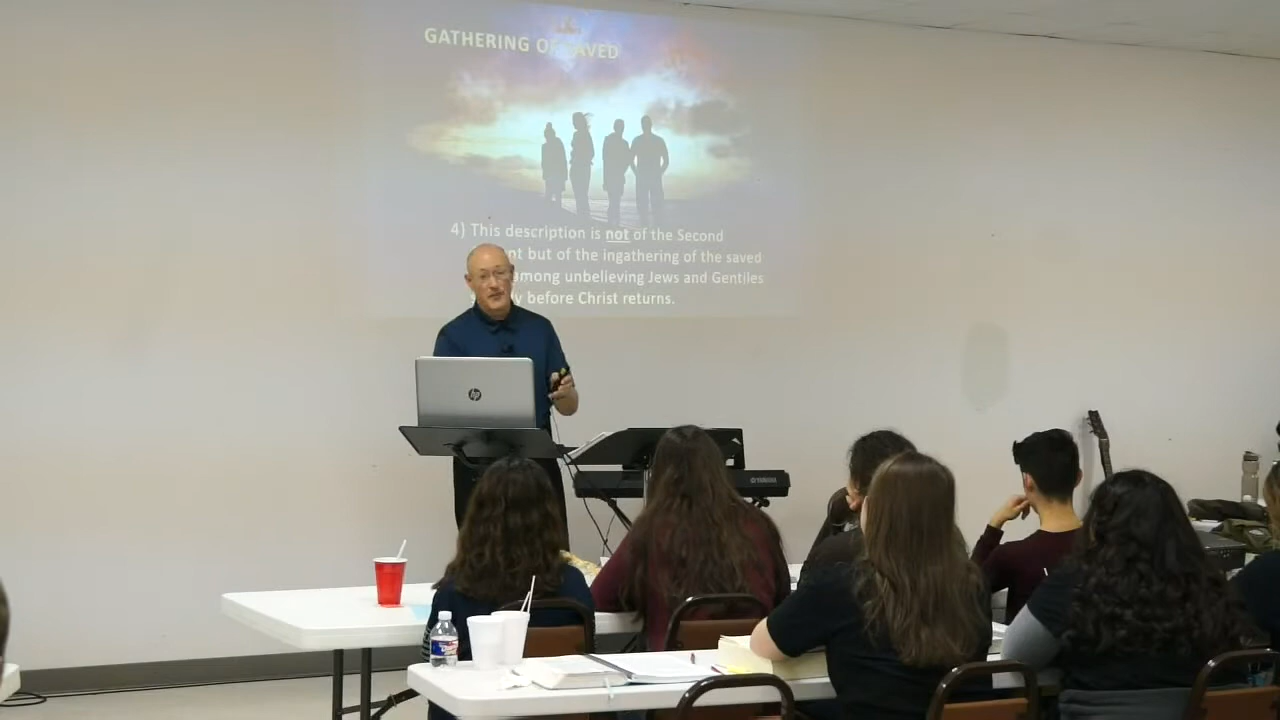 GATHERING OF SAVED
4) This description is not of the Second
but of the ingathering of the saved
among unbelieving Jews and Gentiles
before Christ returns.
hp
YAMAHA